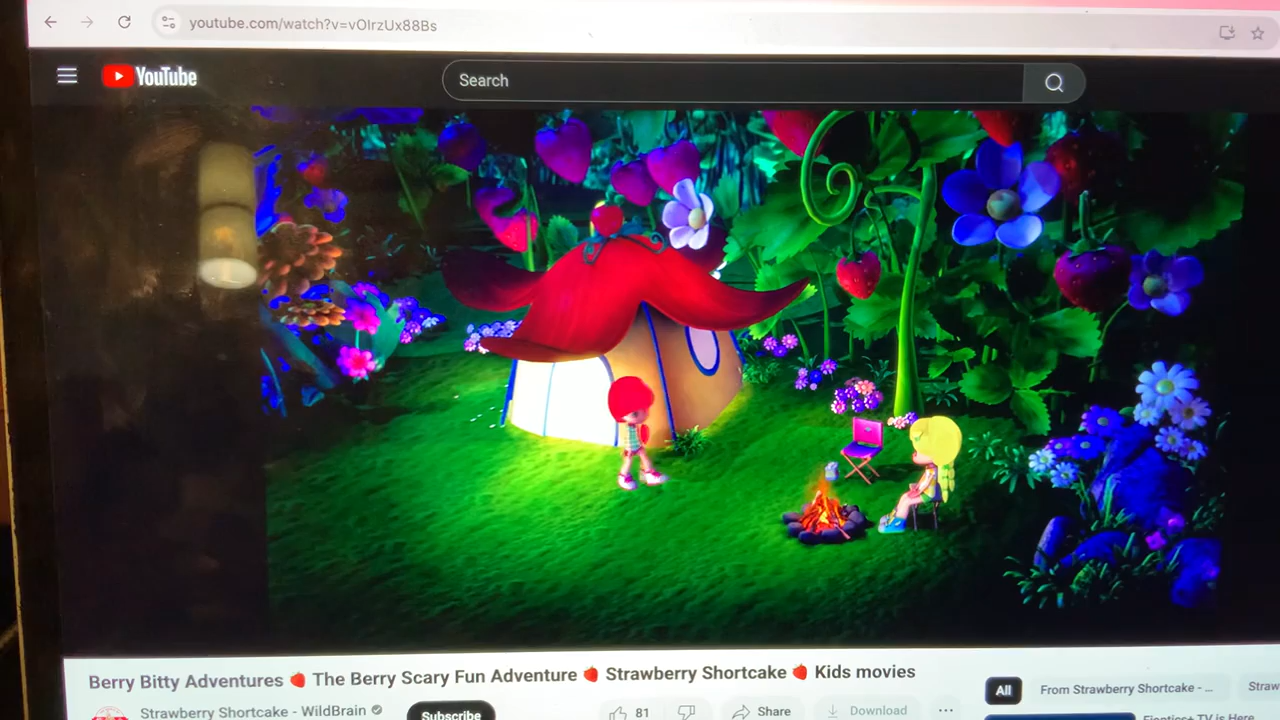 youtube.com/watch?v=vOIrzUx88Bs
YouTube
Search
Berry Bitty Adventures 🍓 The Berry Scary Fun Adventure 🍓 Strawberry Shortcake 🍓 Kids movies
Strawberry Shortcake - WildBrain
Subscribe
81
Share
Download
...
All
From Strawberry Shortcake - ...
Straw